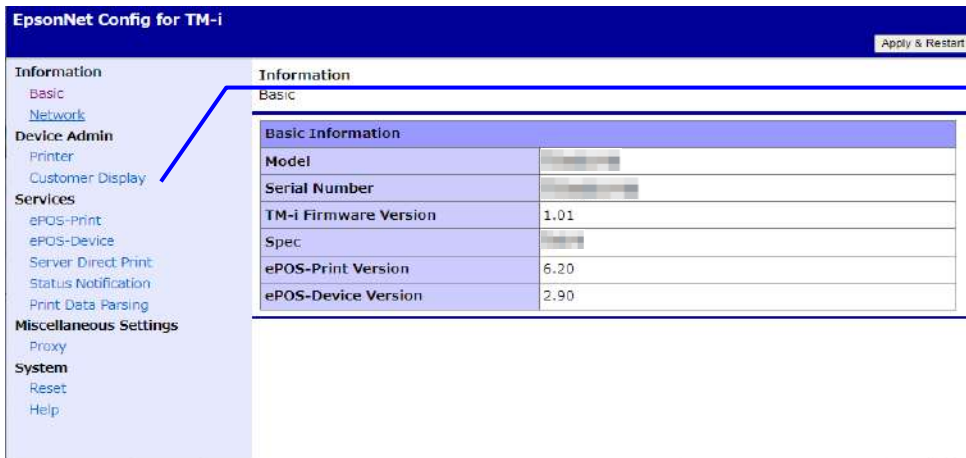 EpsonNet Config for TM-i
Apply & Restart
Information
Basic
Network
Device Admin
Printer
Customer Display
Services
ePOS-Print
ePOS-Device
Server Direct Print
Status Notification
Print Data Parsing
Miscellaneous Settings
Proxy
System
Reset
Help
Information
Basic
Basic Information
Model
Serial Number
TM-i Firmware Version 1.01
Spec
ePOS-Print Version 6.20
ePOS-Device Version 2.90